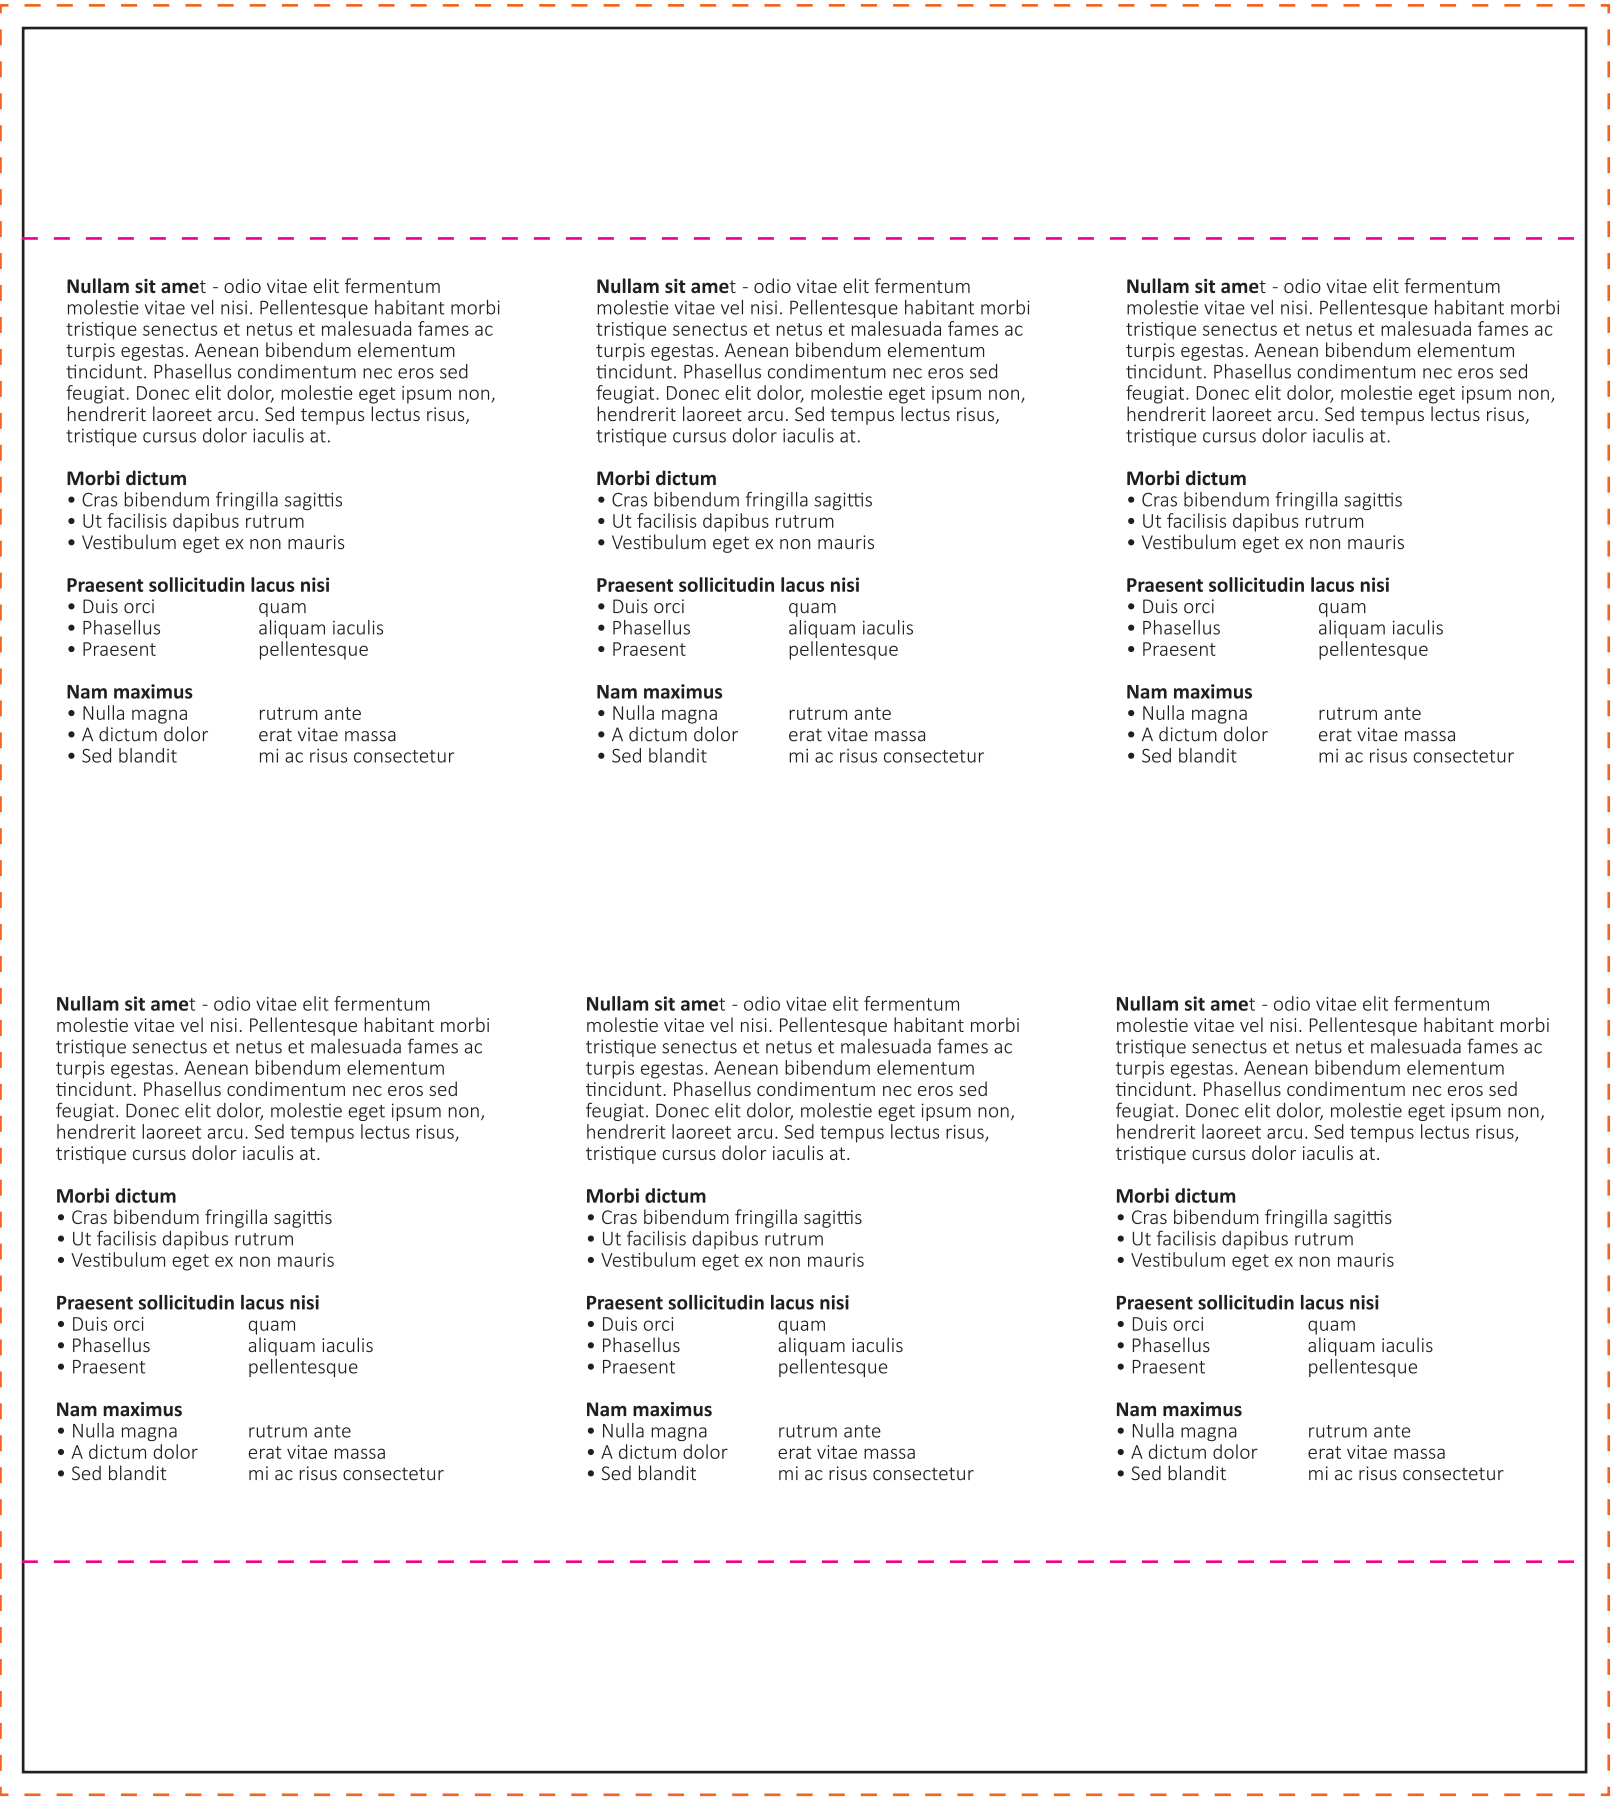 Nullam sit amet - odio vitae elit fermentum
molestie vitae vel nisi. Pellentesque habitant morbi
tristique senectus et netus et malesuada fames ac
turpis egestas. Aenean bibendum elementum
tincidunt. Phasellus condimentum nec eros sed
feugiat. Donec elit dolor, molestie eget ipsum non,
hendrerit laoreet arcu. Sed tempus lectus risus,
tristique cursus dolor iaculis at.
Morbi dictum
• Cras bibendum fringilla sagittis
• Ut facilisis dapibus rutrum
• Vestibulum eget ex non mauris
Praesent sollicitudin lacus nisi
• Duis orci quam
• Phasellus aliquam iaculis
• Praesent pellentesque
Nam maximus
• Nulla magna rutrum ante
• A dictum dolor erat vitae massa
• Sed blandit mi ac risus consectetur
Nullam sit amet - odio vitae elit fermentum
molestie vitae vel nisi. Pellentesque habitant morbi
tristique senectus et netus et malesuada fames ac
turpis egestas. Aenean bibendum elementum
tincidunt. Phasellus condimentum nec eros sed
feugiat. Donec elit dolor, molestie eget ipsum non,
hendrerit laoreet arcu. Sed tempus lectus risus,
tristique cursus dolor iaculis at.
Morbi dictum
• Cras bibendum fringilla sagittis
• Ut facilisis dapibus rutrum
• Vestibulum eget ex non mauris
Praesent sollicitudin lacus nisi
• Duis orci quam
• Phasellus aliquam iaculis
• Praesent pellentesque
Nam maximus
• Nulla magna rutrum ante
• A dictum dolor erat vitae massa
• Sed blandit mi ac risus consectetur
Nullam sit amet - odio vitae elit fermentum
molestie vitae vel nisi. Pellentesque habitant morbi
tristique senectus et netus et malesuada fames ac
turpis egestas. Aenean bibendum elementum
tincidunt. Phasellus condimentum nec eros sed
feugiat. Donec elit dolor, molestie eget ipsum non,
hendrerit laoreet arcu. Sed tempus lectus risus,
tristique cursus dolor iaculis at.
Morbi dictum
• Cras bibendum fringilla sagittis
• Ut facilisis dapibus rutrum
• Vestibulum eget ex non mauris
Praesent sollicitudin lacus nisi
• Duis orci quam
• Phasellus aliquam iaculis
• Praesent pellentesque
Nam maximus
• Nulla magna rutrum ante
• A dictum dolor erat vitae massa
• Sed blandit mi ac risus consectetur
Nullam sit amet - odio vitae elit fermentum
molestie vitae vel nisi. Pellentesque habitant morbi
tristique senectus et netus et malesuada fames ac
turpis egestas. Aenean bibendum elementum
tincidunt. Phasellus condimentum nec eros sed
feugiat. Donec elit dolor, molestie eget ipsum non,
hendrerit laoreet arcu. Sed tempus lectus risus,
tristique cursus dolor iaculis at.
Morbi dictum
• Cras bibendum fringilla sagittis
• Ut facilisis dapibus rutrum
• Vestibulum eget ex non mauris
Praesent sollicitudin lacus nisi
• Duis orci quam
• Phasellus aliquam iaculis
• Praesent pellentesque
Nam maximus
• Nulla magna rutrum ante
• A dictum dolor erat vitae massa
• Sed blandit mi ac risus consectetur
Nullam sit amet - odio vitae elit fermentum
molestie vitae vel nisi. Pellentesque habitant morbi
tristique senectus et netus et malesuada fames ac
turpis egestas. Aenean bibendum elementum
tincidunt. Phasellus condimentum nec eros sed
feugiat. Donec elit dolor, molestie eget ipsum non,
hendrerit laoreet arcu. Sed tempus lectus risus,
tristique cursus dolor iaculis at.
Morbi dictum
• Cras bibendum fringilla sagittis
• Ut facilisis dapibus rutrum
• Vestibulum eget ex non mauris
Praesent sollicitudin lacus nisi
• Duis orci quam
• Phasellus aliquam iaculis
• Praesent pellentesque
Nam maximus
• Nulla magna rutrum ante
• A dictum dolor erat vitae massa
• Sed blandit mi ac risus consectetur
Nullam sit amet - odio vitae elit fermentum
molestie vitae vel nisi. Pellentesque habitant morbi
tristique senectus et netus et malesuada fames ac
turpis egestas. Aenean bibendum elementum
tincidunt. Phasellus condimentum nec eros sed
feugiat. Donec elit dolor, molestie eget ipsum non,
hendrerit laoreet arcu. Sed tempus lectus risus,
tristique cursus dolor iaculis at.
Morbi dictum
• Cras bibendum fringilla sagittis
• Ut facilisis dapibus rutrum
• Vestibulum eget ex non mauris
Praesent sollicitudin lacus nisi
• Duis orci quam
• Phasellus aliquam iaculis
• Praesent pellentesque
Nam maximus
• Nulla magna rutrum ante
• A dictum dolor erat vitae massa
• Sed blandit mi ac risus consectetur